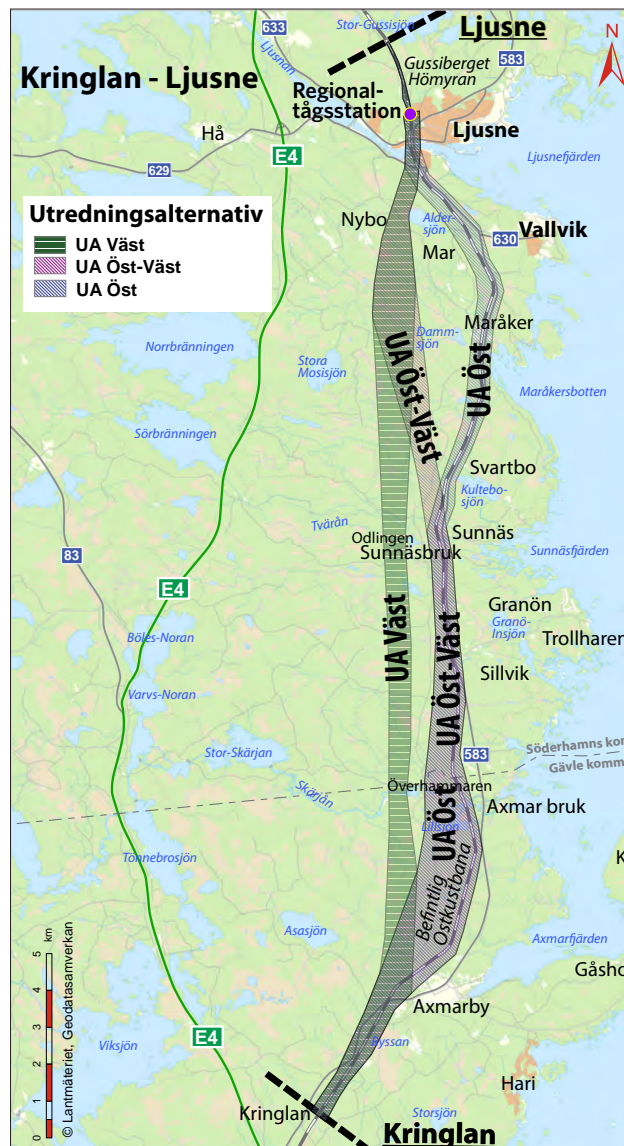 633
Stor-Gussisjön
Ljusne
Ljusnan
Gussiberget
Hömyran
583
N
Kringlan - Ljusne
Regional-
tågsstation
Hå
Ljusne
E4
Ljusnefjärden
629
Utredningsalternativ
UA Väst
UA Öst-Väst
UA Öst
Nybo
Alder-
sjön
Vallvik
630
Mar
Norrbränningen
Stora
Mosisjön
Damm-
sjön
Maråker
UA Öst-Väst
UA Öst
Maråkersbotten
Sörbränningen
Svartbo
Kultebo-
sjön
Tvärån
Odlingen
Sunnäsbruk
Sunnäs
Sunnäsfjärden
83
E4
Granön
Granö-
Insjön
Trollharen
Böles-Noran
UA Väst
UA Öst-Väst
Sillvik
Varvs-Noran
Stor-Skärjan
583
Söderhamns kom
Gävle komm
Skärjån
Överhammaren
UA Öst
Lillsjön
Axmar bruk
Tönnebrosjön
K
Befintlig
Ostkustbana
Asasjön
Axmarfjärden
Gåsho
km
0 1 2 3 4 5
© Lantmäteriet, Geodatasamverkan
Axmarby
E4
Viksjön
Hari
Kringlan
Storsjön
Kringlan